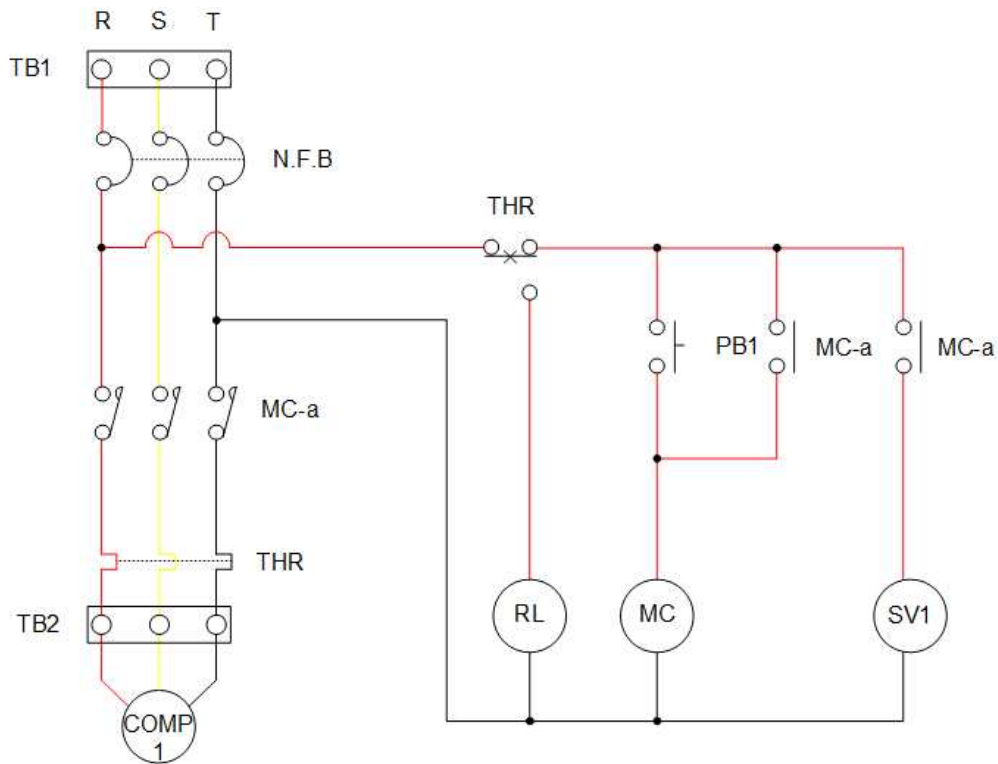 R S T
TB1
N.F.B
THR
PB1 MC-a MC-a
MC-a
THR
TB2 RL MC SV1
COMP
1